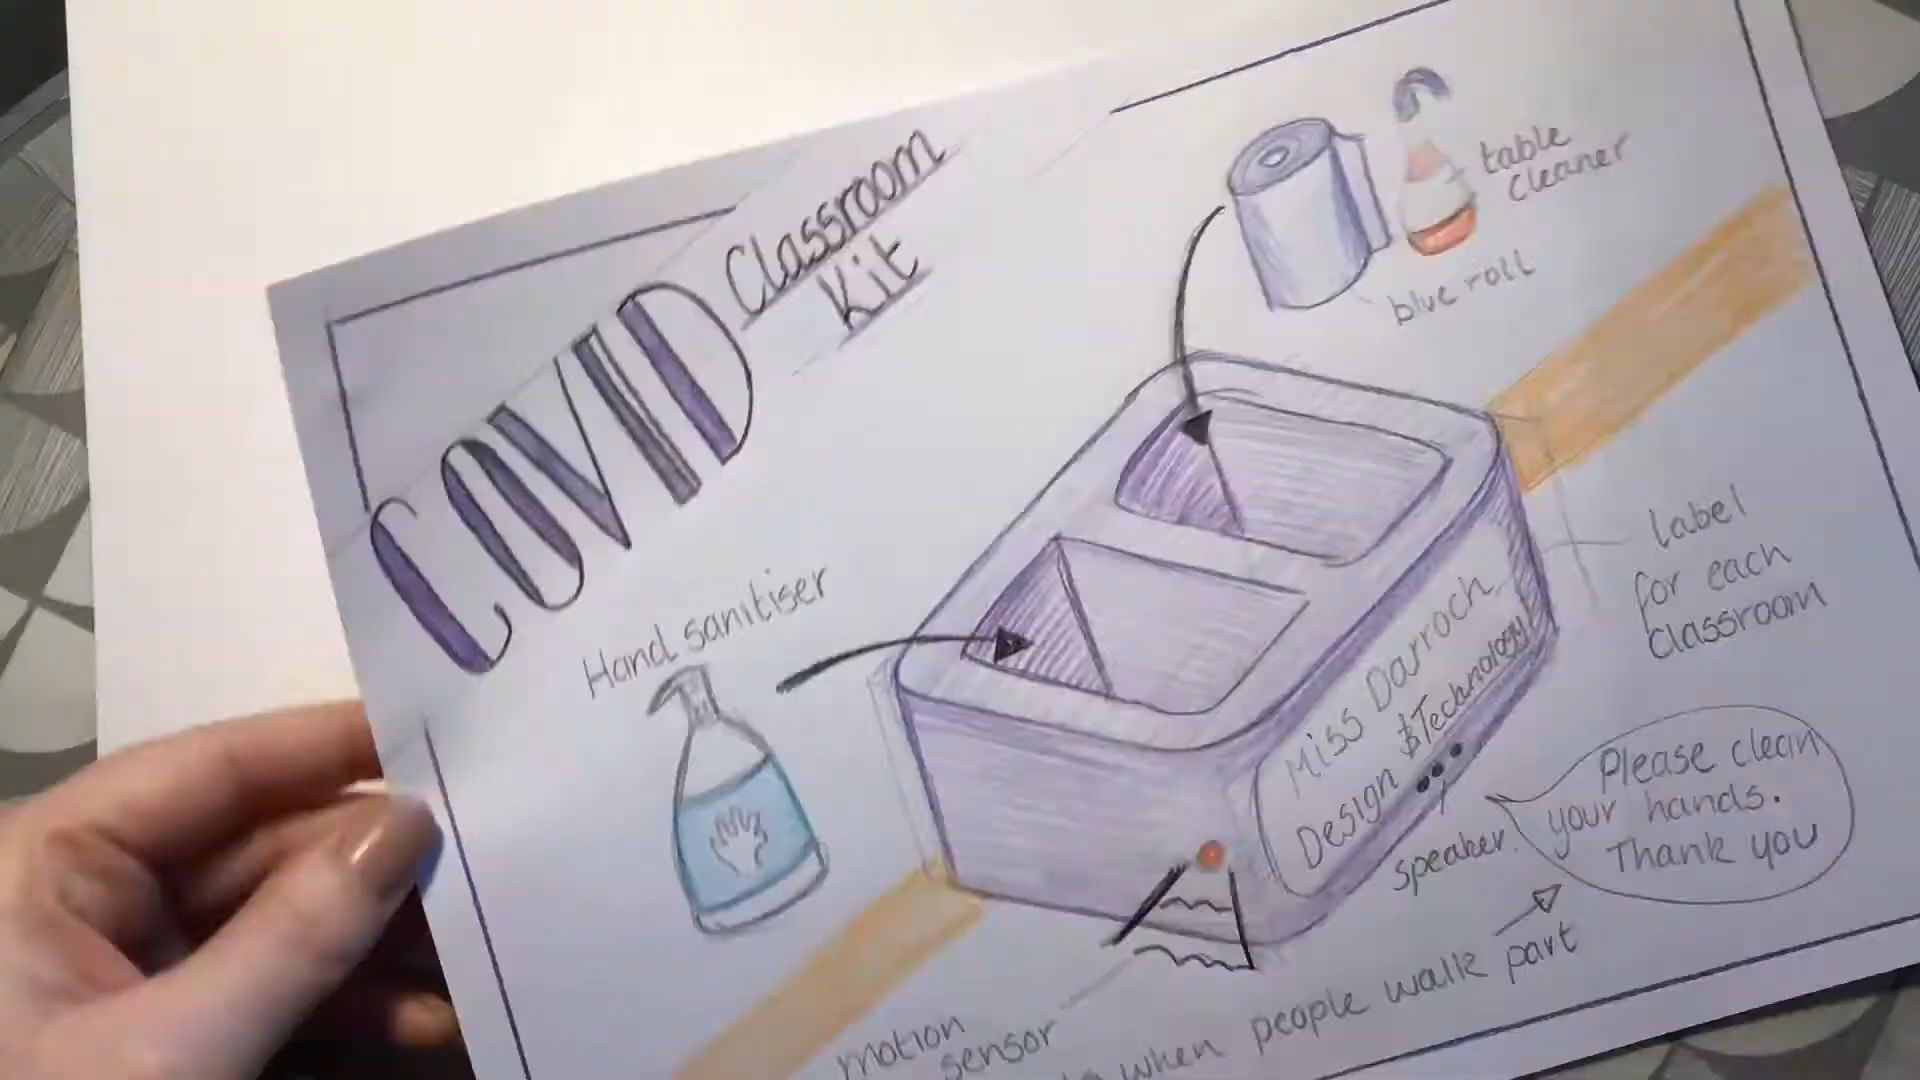 COVID
Classroom
Kit
table
cleaner
blue roll
Hand sanitiser
label
for each
classroom
Miss Darroch
Design & Technology
speaker.
Please clean
your hands.
Thank you
motion
sensor
when people walk part